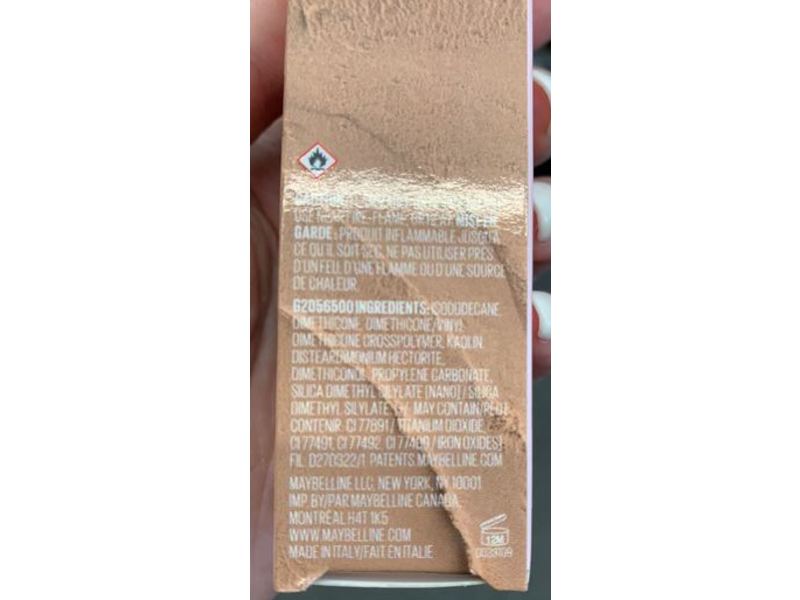 USE NEAR FIRE, FLAME OR HEAT. MISE EN
GARDE : PRODUIT INFLAMMABLE JUSQU'À
CE QU'IL SOIT SEC. NE PAS UTILISER PRÈS
D'UN FEU, D'UNE FLAMME OU D'UNE SOURCE
DE CHALEUR.
G2056500 INGREDIENTS: ISODODECANE,
DIMETHICONE, DIMETHICONE/VINYL
DIMETHICONE CROSSPOLYMER, KAOLIN,
DISTEARDIMONIUM HECTORITE,
DIMETHICONOL, PROPYLENE CARBONATE,
SILICA DIMETHYL SILYLATE [NANO] / SILICA
DIMETHYL SILYLATE +/- MAY CONTAIN/PEUT
CONTENIR: CI 77891 / TITANIUM DIOXIDE,
CI 77491, CI 77492, CI 77499 / IRON OXIDES]
FIL. D270922/1 PATENTS.MAYBELLINE.COM
MAYBELLINE LLC, NEW YORK, NY 10001
IMP BY/PAR MAYBELLINE CANADA,
MONTRÉAL H4T 1K5
WWW.MAYBELLINE.COM
MADE IN ITALY/FAIT EN ITALIE
12M